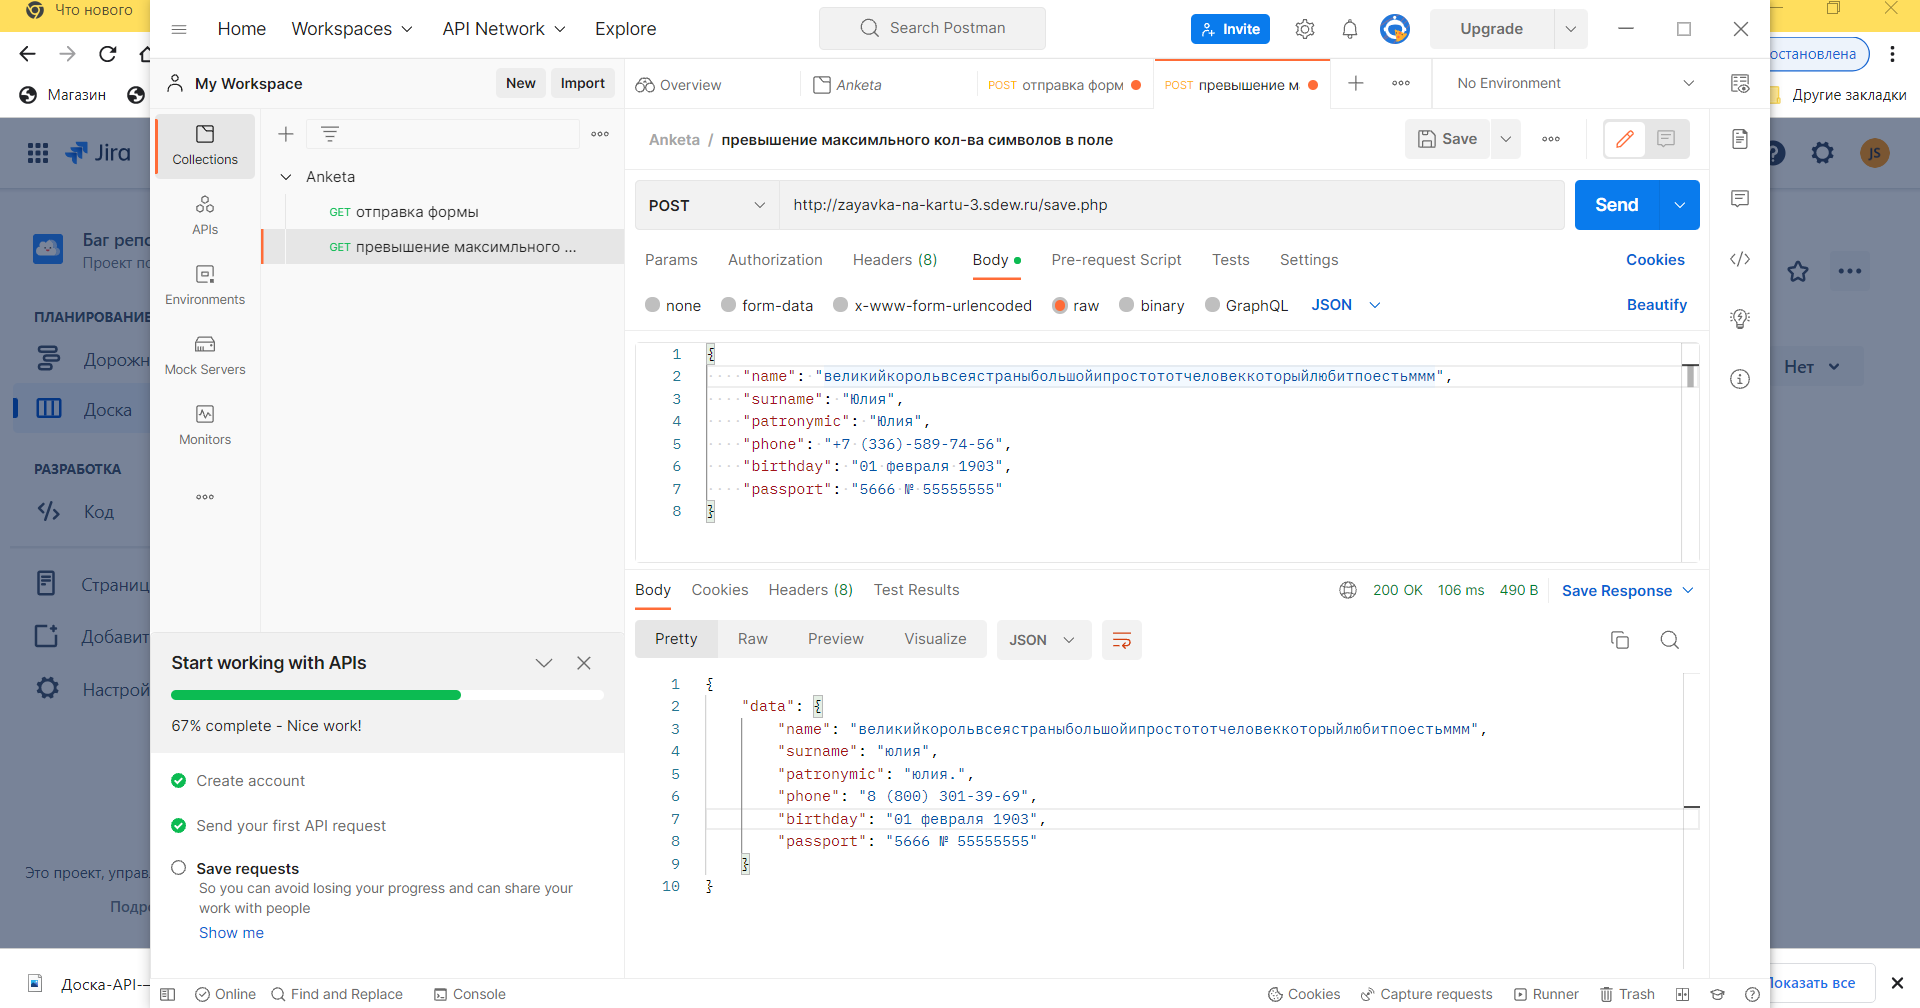 Что нового
Home
Workspaces
API Network
Explore
Search Postman
Invite
Upgrade
Магазин
Другие закладки
My Workspace
New
Import
Overview
Anketa
POST отправка форм
POST превышение м
No Environment
Jira
JS
Collections
APIs
Environments
Mock Servers
Monitors
Anketa
GET отправка формы
GET превышение максимльного ...
Anketa / превышение максимльного кол-ва символов в поле
Save
POST
http://zayavka-na-kartu-3.sdew.ru/save.php
Send
Params
Authorization
Headers (8)
Body
Pre-request Script
Tests
Settings
Cookies
none
form-data
x-www-form-urlencoded
raw
binary
GraphQL
JSON
Beautify
1 {
2 "name": "великийкорольвсеястраныбольшойипростототчеловеккоторыйлюбитпоестьммм",
3 "surname": "Юлия",
4 "patronymic": "Юлия",
5 "phone": "+7 (336)-589-74-56",
6 "birthday": "01 февраля 1903",
7 "passport": "5666 № 55555555"
8 }
Баг
ПЛАНИРОВАНИЕ
Доска
РАЗРАБОТКА
Код
Нет
Body
Cookies
Headers (8)
Test Results
200 OK
106 ms
490 B
Save Response
Pretty
Raw
Preview
Visualize
JSON
1 {
2 "data": {
3 "name": "великийкорольвсеястраныбольшойипростототчеловеккоторыйлюбитпоестьммм",
4 "surname": "юлия",
5 "patronymic": "юлия.",
6 "phone": "8 (800) 301-39-69",
7 "birthday": "01 февраля 1903",
8 "passport": "5666 № 55555555"
9 }
10 }
Start working with APIs
67% complete - Nice work!
Create account
Send your first API request
Save requests
So you can avoid losing your progress and can share your
work with people
Show me
Это проект,
Доска-API-
Online
Find and Replace
Console
Cookies
Capture requests
Runner
Trash
Показать все